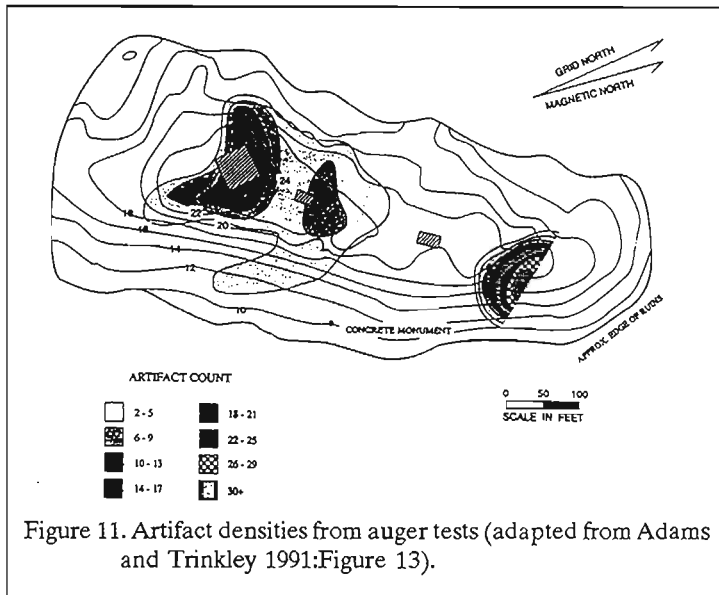 GRID NORTH
MAGNETIC NORTH
24
18
22
20
16
14
12
10
CONCRETE MONUMENT
APPROX. EDGE OF RUINS
ARTIFACT COUNT
2 - 5
6 - 9
10 - 13
14 - 17
18 - 21
22 - 25
26 - 29
30+
0 50 100
SCALE IN FEET
Figure 11. Artifact densities from auger tests (adapted from Adams
and Trinkley 1991:Figure 13).